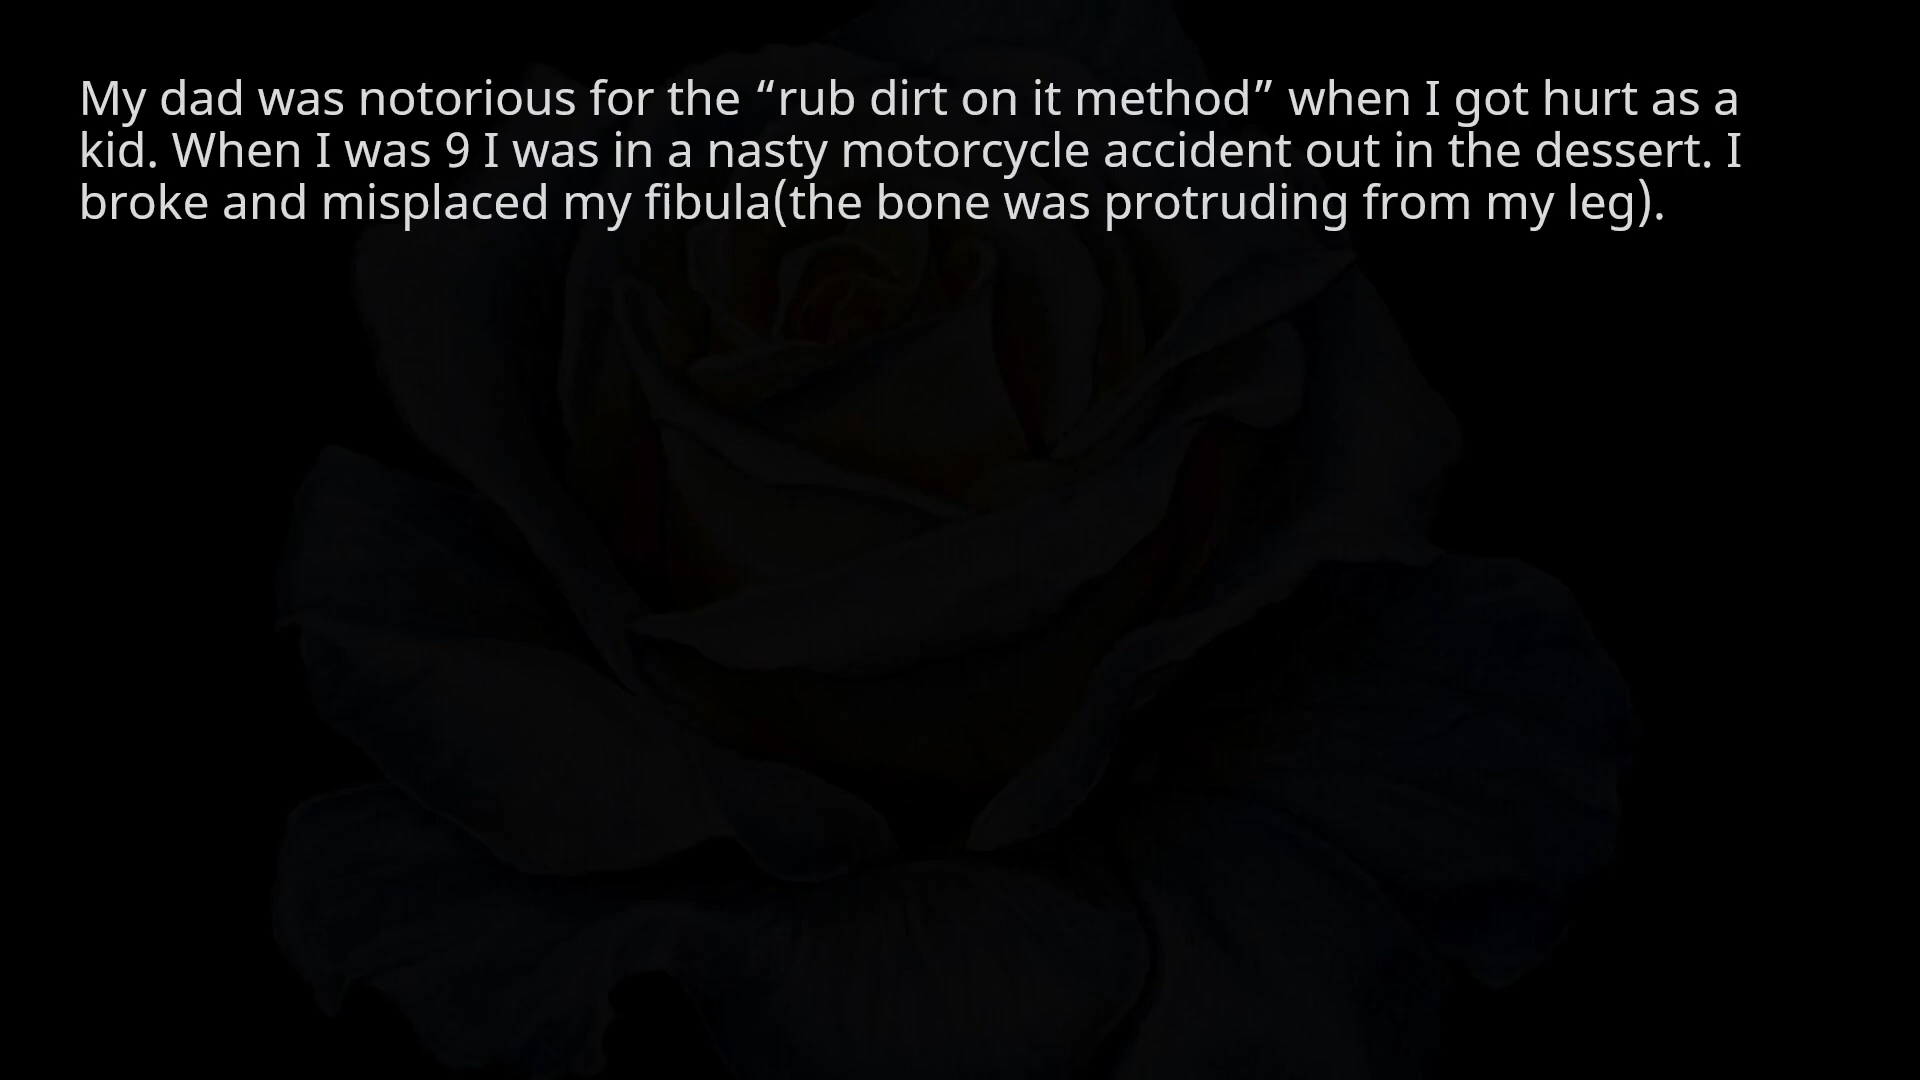 My dad was notorious for the “rub dirt on it method” when I got hurt as a
kid. When I was 9 I was in a nasty motorcycle accident out in the dessert. I
broke and misplaced my fibula(the bone was protruding from my leg).